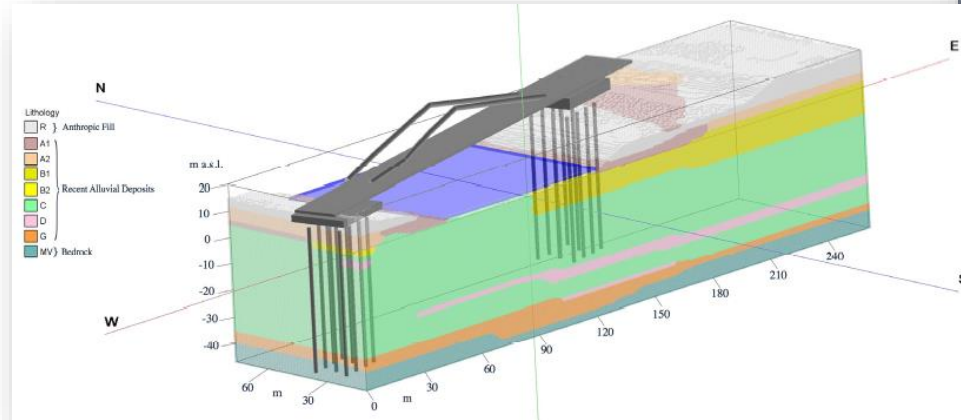 N
E
Lithology
R } Anthropic Fill
A1
A2
B1
B2 Recent Alluvial Deposits
C
D
G
MV } Bedrock
m a.s.l.
20
10
0
-10
-20
-30
-40
W
S
60
m
30
0
m
30
60
90
120
150
180
210
240